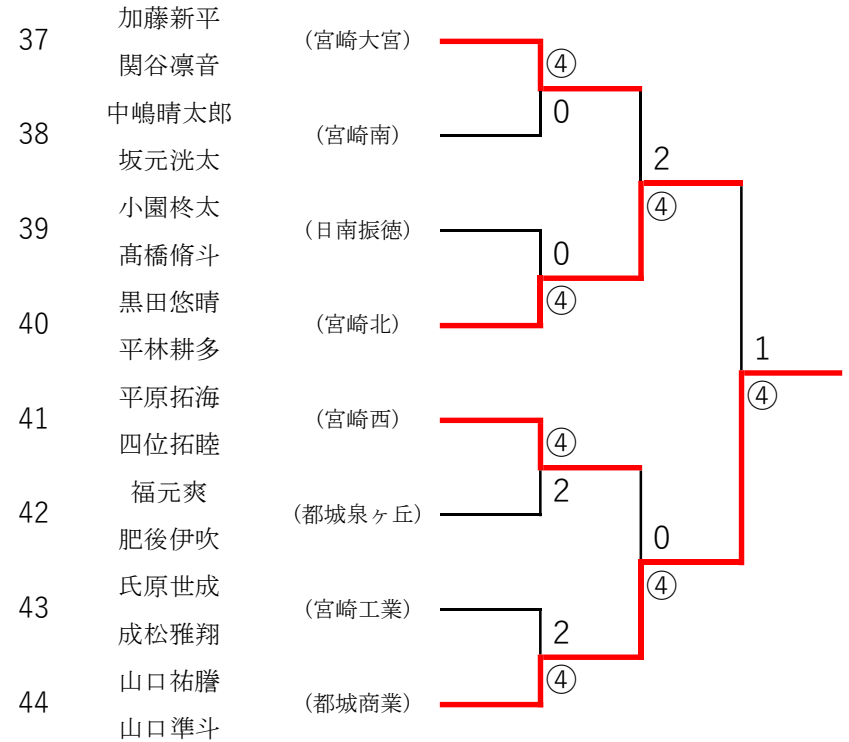 加藤新平
37 (宮崎大宮)
関谷凛音
④
中嶋晴太郎
0
38 (宮崎南)
坂元洸太
2
小園柊太
④
39 (日南振徳)
髙橋脩斗
0
黒田悠晴
④
40 (宮崎北)
平林耕多
1
平原拓海
④
41 (宮崎西)
四位拓睦
④
福元爽
2
42 (都城泉ヶ丘)
肥後伊吹
0
氏原世成
④
43 (宮崎工業)
成松雅翔
2
山口祐謄
④
44 (都城商業)
山口準斗